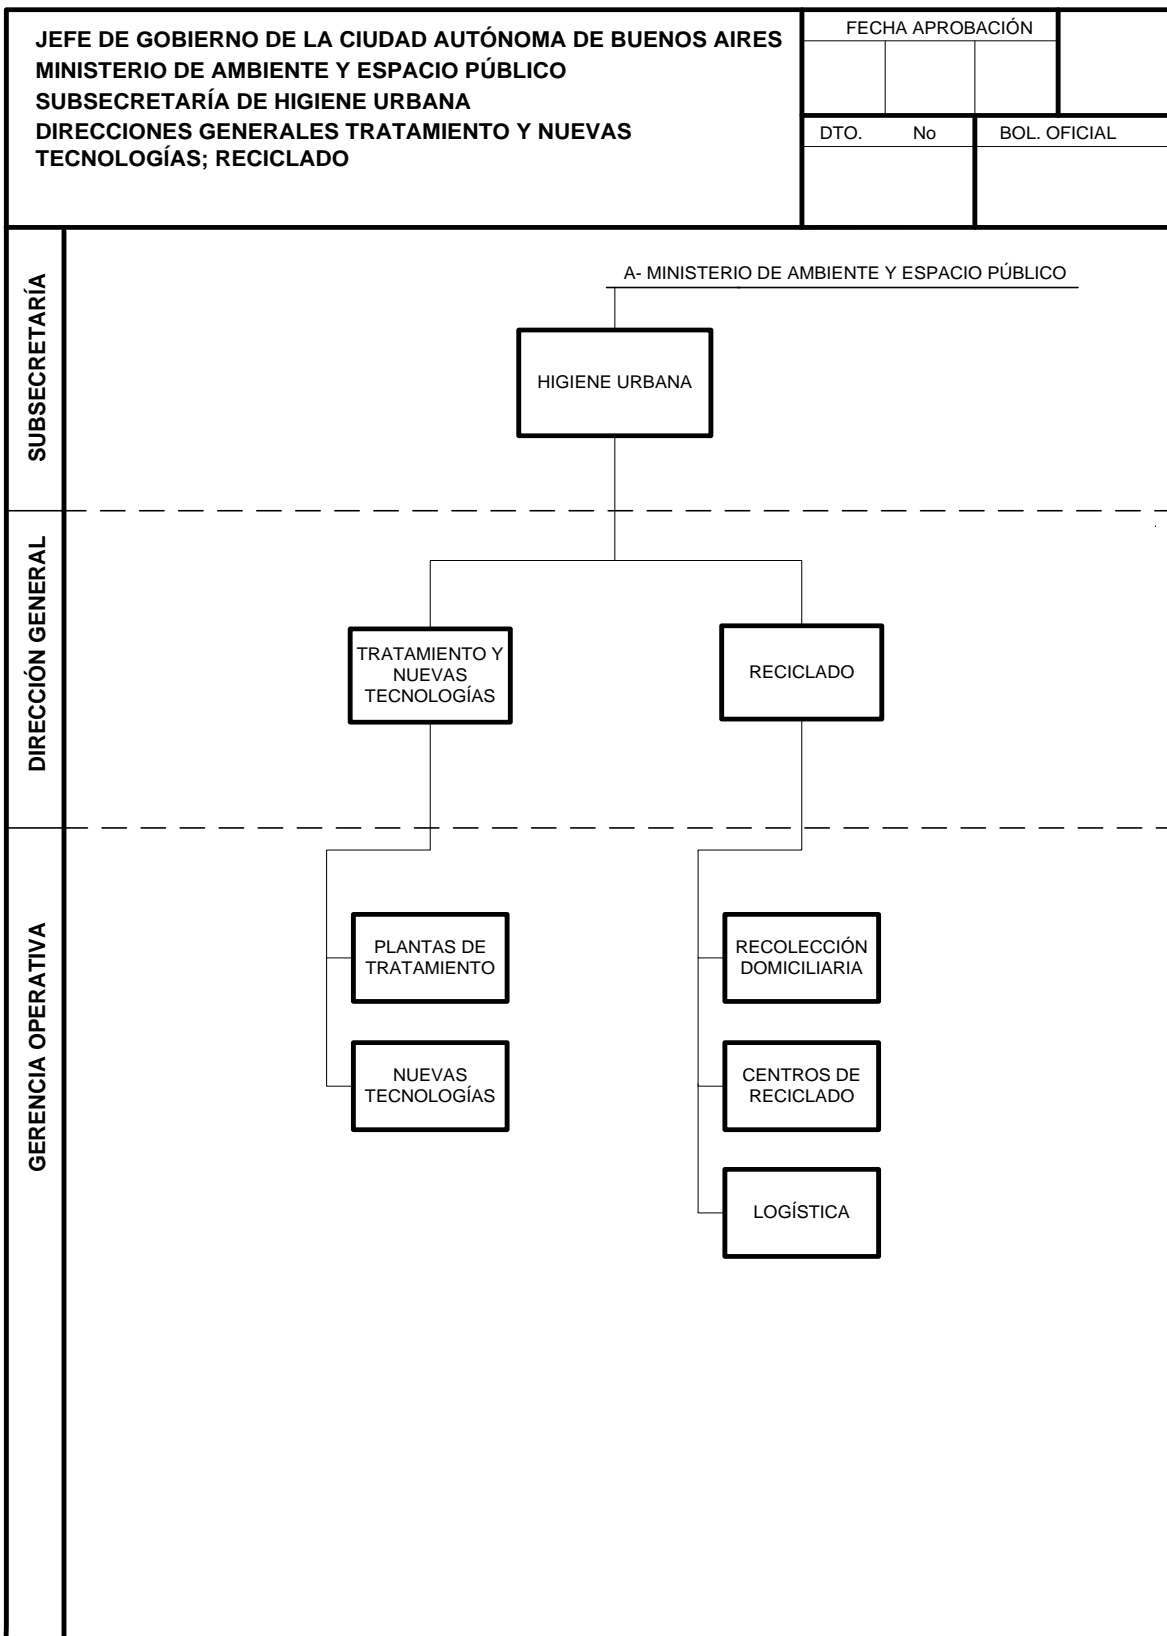 JEFE DE GOBIERNO DE LA CIUDAD AUTÓNOMA DE BUENOS AIRES
MINISTERIO DE AMBIENTE Y ESPACIO PÚBLICO
SUBSECRETARÍA DE HIGIENE URBANA
DIRECCIONES GENERALES TRATAMIENTO Y NUEVAS
TECNOLOGÍAS; RECICLADO
FECHA APROBACIÓN
DTO. No
BOL. OFICIAL
SUBSECRETARÍA
A- MINISTERIO DE AMBIENTE Y ESPACIO PÚBLICO
HIGIENE URBANA
DIRECCIÓN GENERAL
TRATAMIENTO Y
NUEVAS
TECNOLOGÍAS
RECICLADO
GERENCIA OPERATIVA
PLANTAS DE
TRATAMIENTO
NUEVAS
TECNOLOGÍAS
RECOLECCIÓN
DOMICILIARIA
CENTROS DE
RECICLADO
LOGÍSTICA